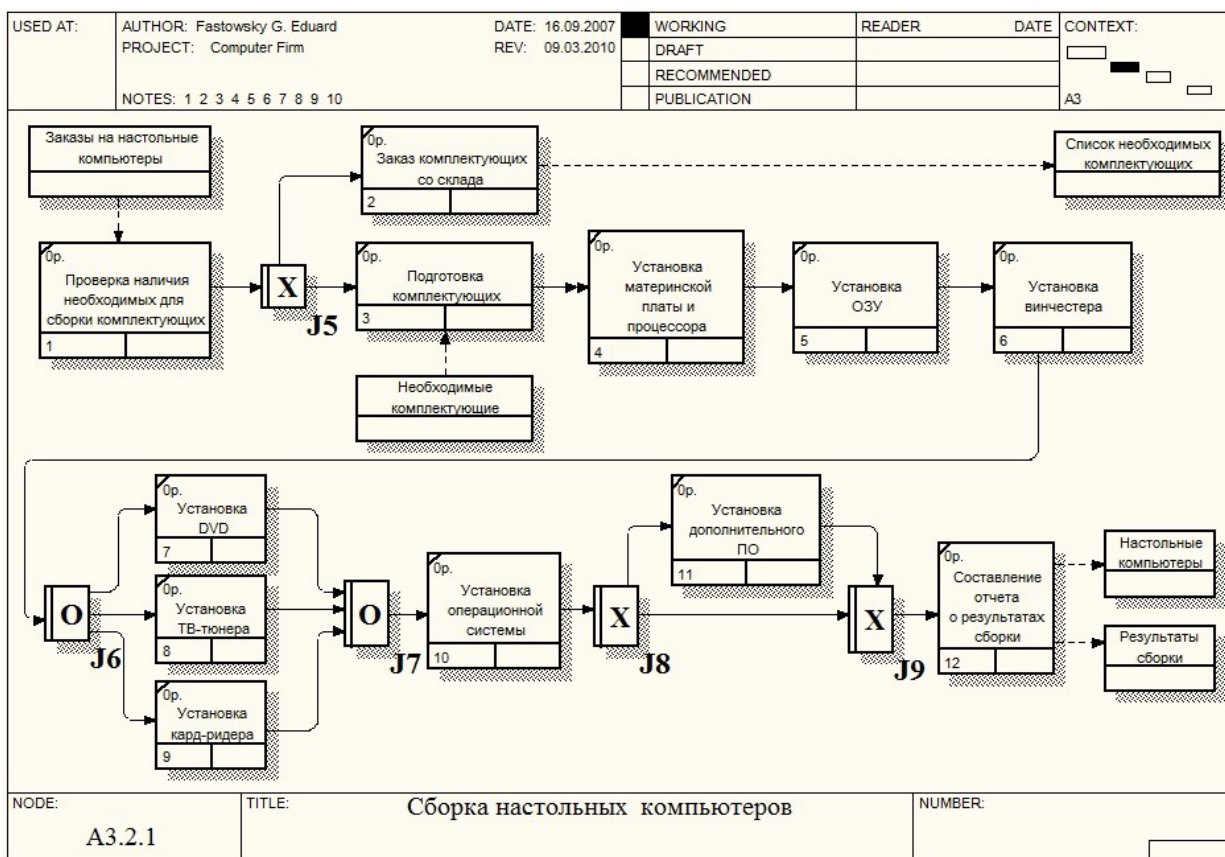 USED AT:
AUTHOR: Fastowsky G. Eduard
DATE: 16.09.2007
PROJECT: Computer Firm
REV: 09.03.2010
NOTES: 1 2 3 4 5 6 7 8 9 10
WORKING
DRAFT
RECOMMENDED
PUBLICATION
READER
DATE
CONTEXT:
A3
Заказы на настольные
компьютеры
0р.
Заказ комплектующих
со склада
2
Список необходимых
комплектующих
0р.
Проверка наличия
необходимых для
сборки комплектующих
1
X
J5
0р.
Подготовка
комплектующих
3
0р.
Установка
материнской
платы и
процессора
4
0р.
Установка
ОЗУ
5
0р.
Установка
винчестера
6
Необходимые
комплектующие
0р.
Установка
DVD
7
O
J6
0р.
Установка
ТВ-тюнера
8
0р.
Установка
кард-ридера
9
O
J7
0р.
Установка
операционной
системы
10
X
J8
0р.
Установка
дополнительного
ПО
11
X
J9
0р.
Составление
отчета
о результатах
сборки
12
Настольные
компьютеры
Результаты
сборки
NODE:
A3.2.1
TITLE:
Сборка настольных компьютеров
NUMBER: